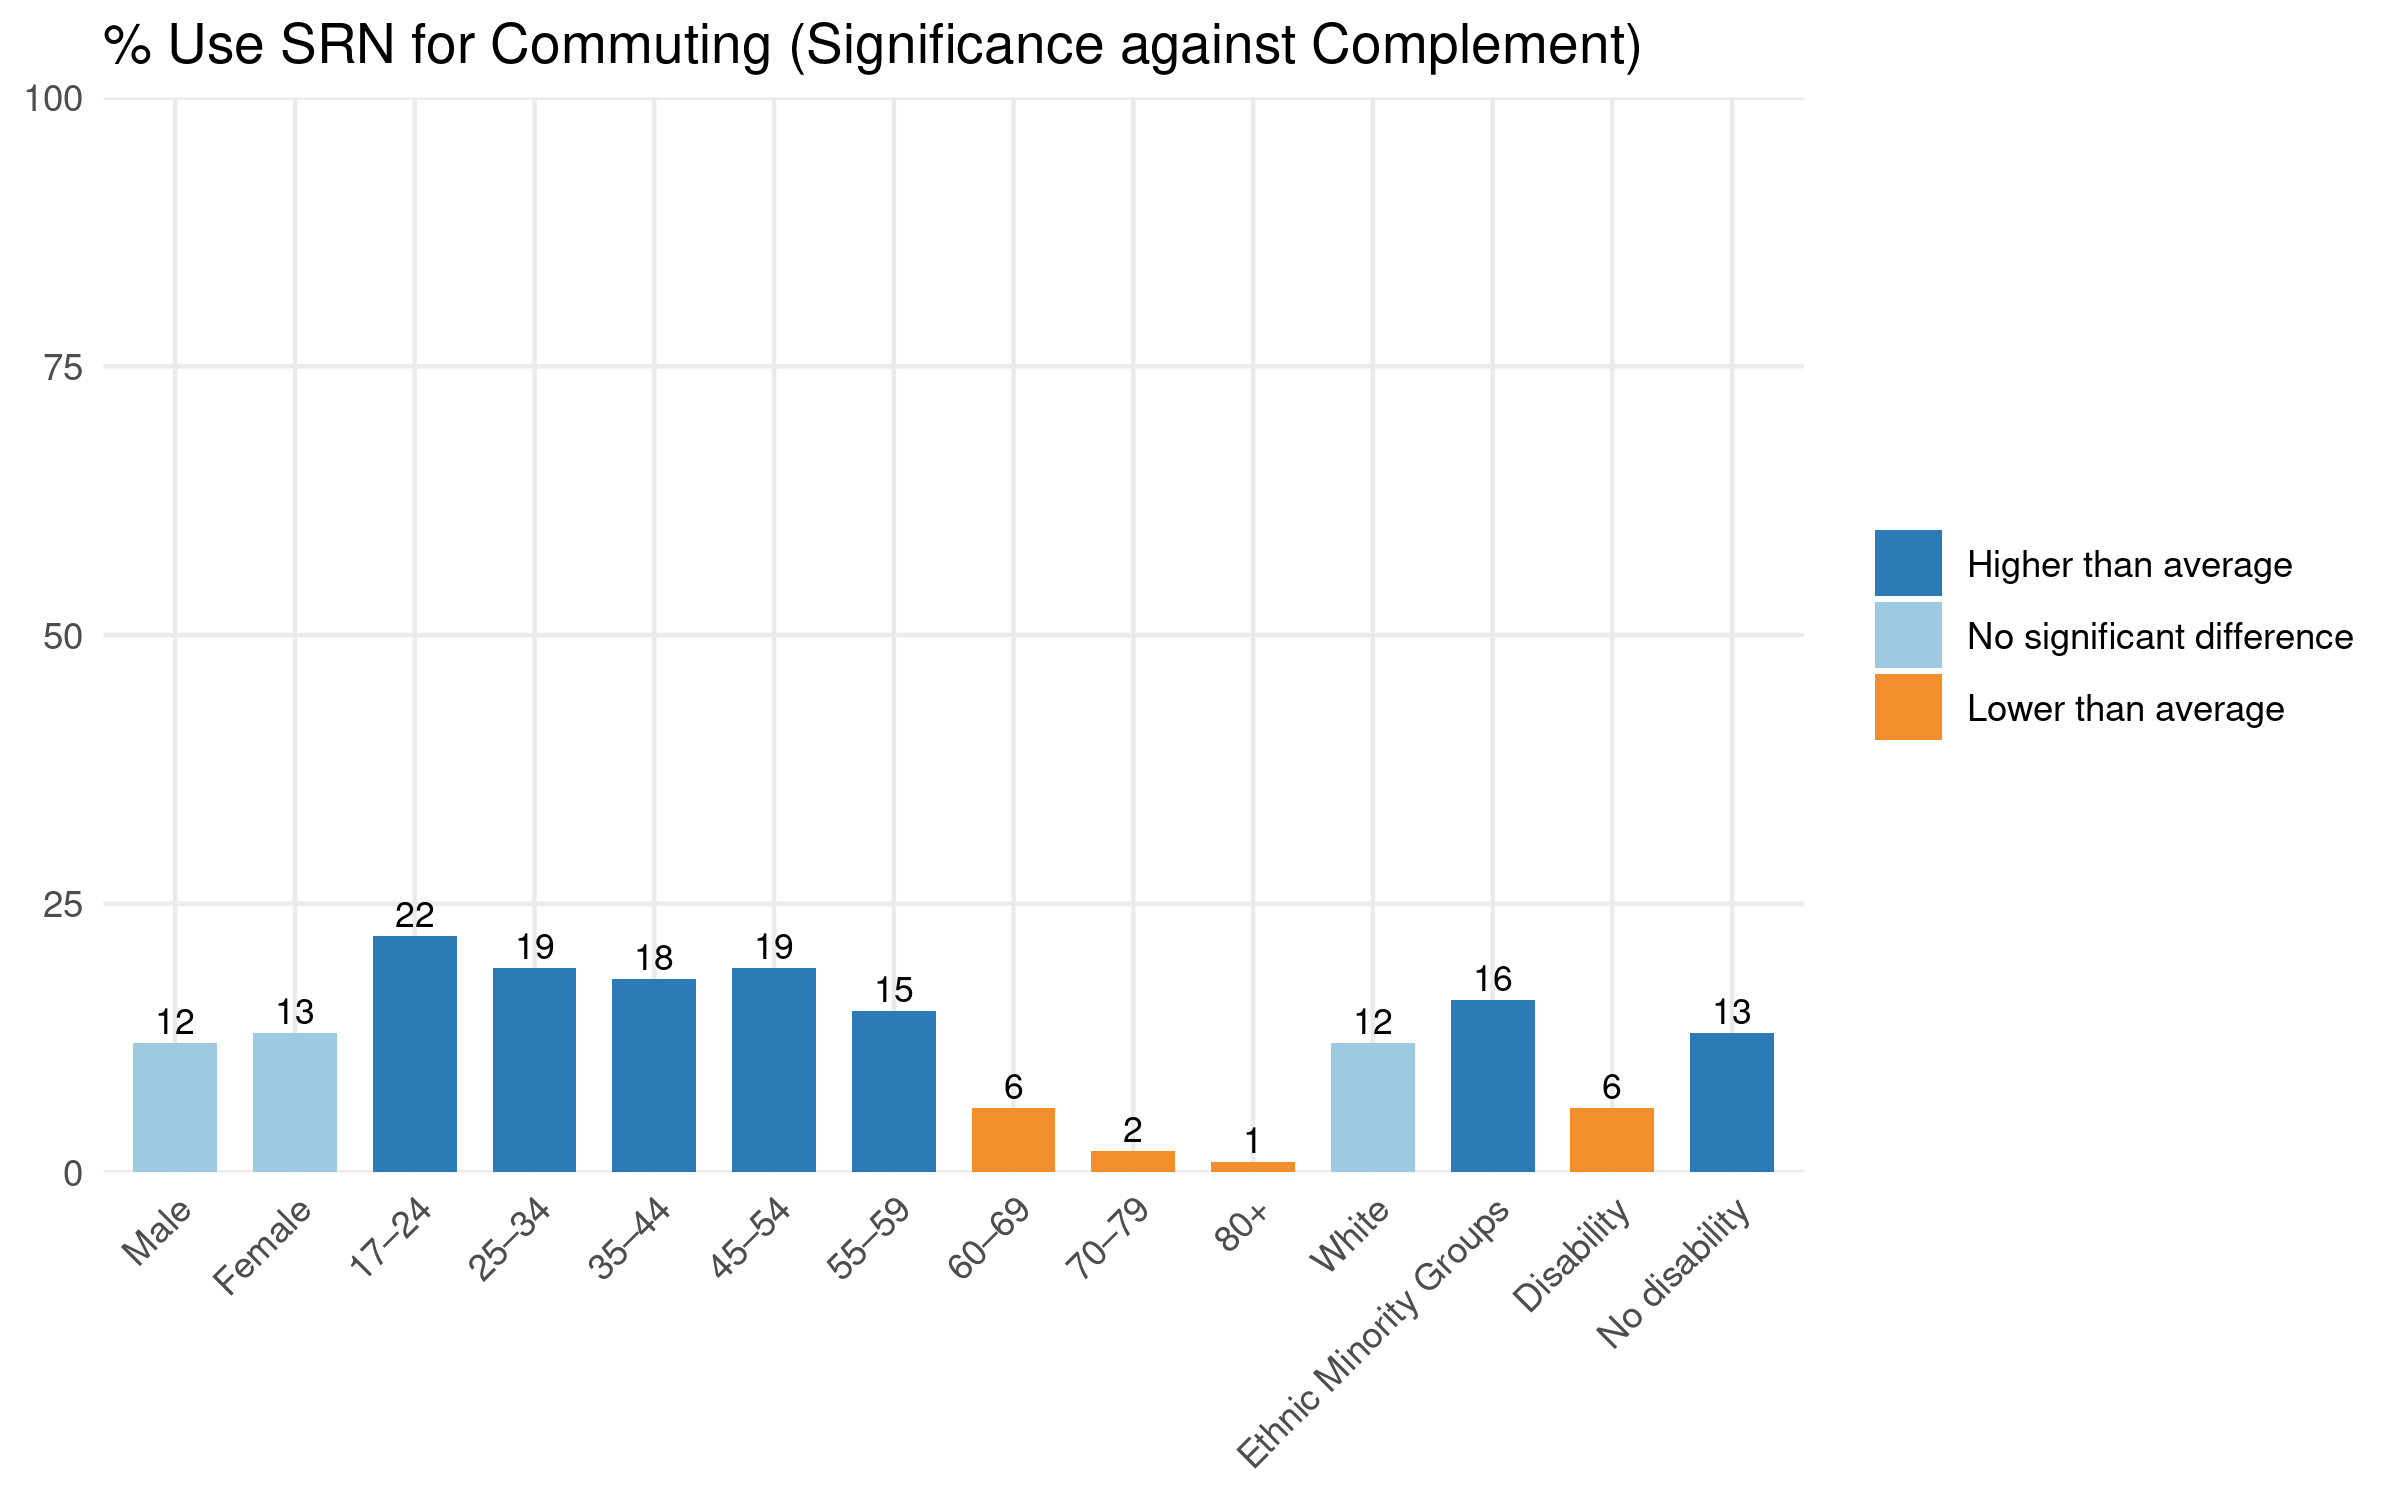 % Use SRN for Commuting (Significance against Complement)
100
75
50
25
0
12
13
22
19
18
19
15
6
2
1
12
16
6
13
Male
Female
17–24
25–34
35–44
45–54
55–59
60–69
70–79
80+
White
Ethnic Minority Groups
Disability
No disability
Higher than average
No significant difference
Lower than average